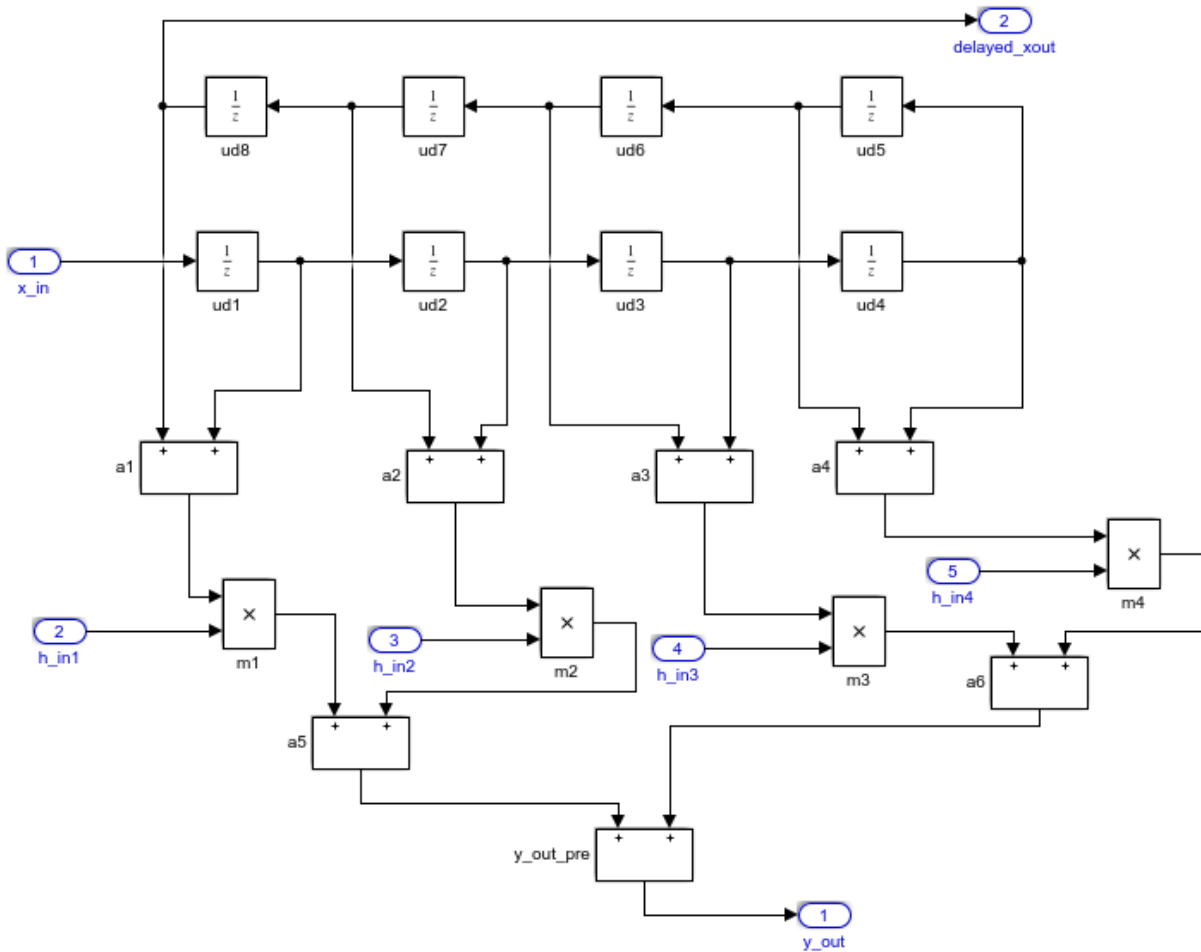 2
delayed_xout
1
z
1
z
1
z
1
z
ud8
ud7
ud6
ud5
1
x_in
1
z
1
z
1
z
1
z
ud1
ud2
ud3
ud4
+ +
a1
+ +
a2
+ +
a3
+ +
a4
×
m4
5
h_in4
×
m1
2
h_in1
×
m2
3
h_in2
×
m3
4
h_in3
+ +
a6
+ +
a5
+ +
y_out_pre
1
y_out